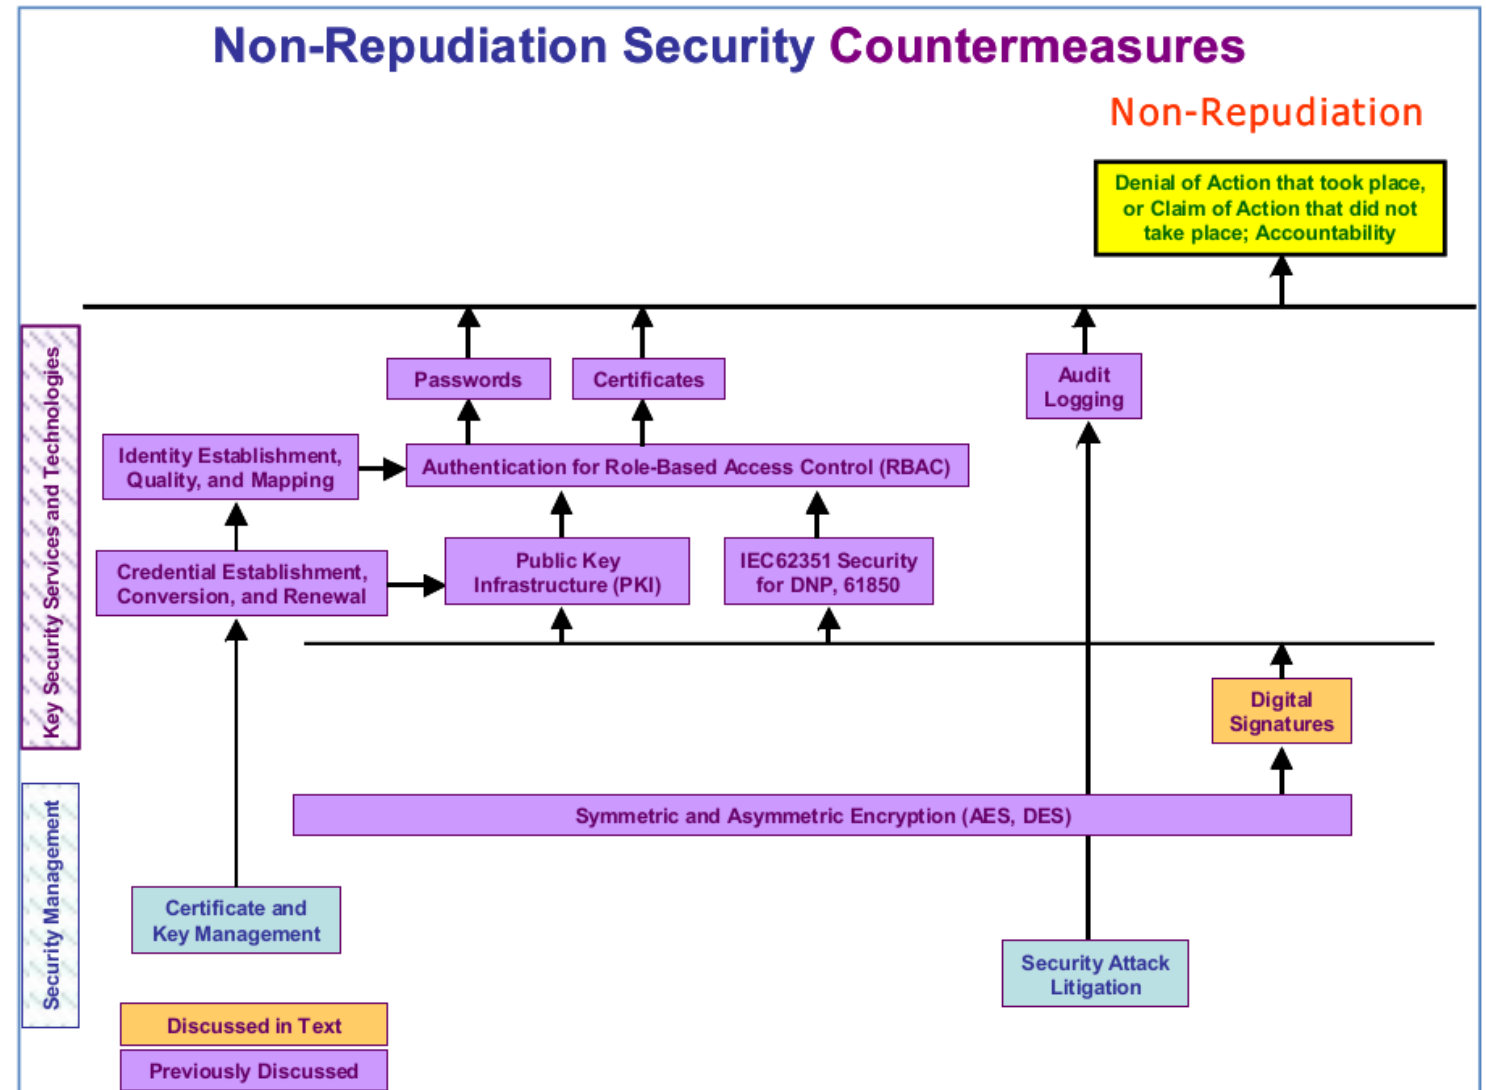 Non-Repudiation Security Countermeasures
Non-Repudiation
Denial of Action that took place,
or Claim of Action that did not
take place; Accountability
Key Security Services and Technologies
Passwords
Certificates
Audit
Logging
Identity Establishment,
Quality, and Mapping
Authentication for Role-Based Access Control (RBAC)
Credential Establishment,
Conversion, and Renewal
Public Key
Infrastructure (PKI)
IEC62351 Security
for DNP, 61850
Digital
Signatures
Security Management
Symmetric and Asymmetric Encryption (AES, DES)
Certificate and
Key Management
Security Attack
Litigation
Discussed in Text
Previously Discussed